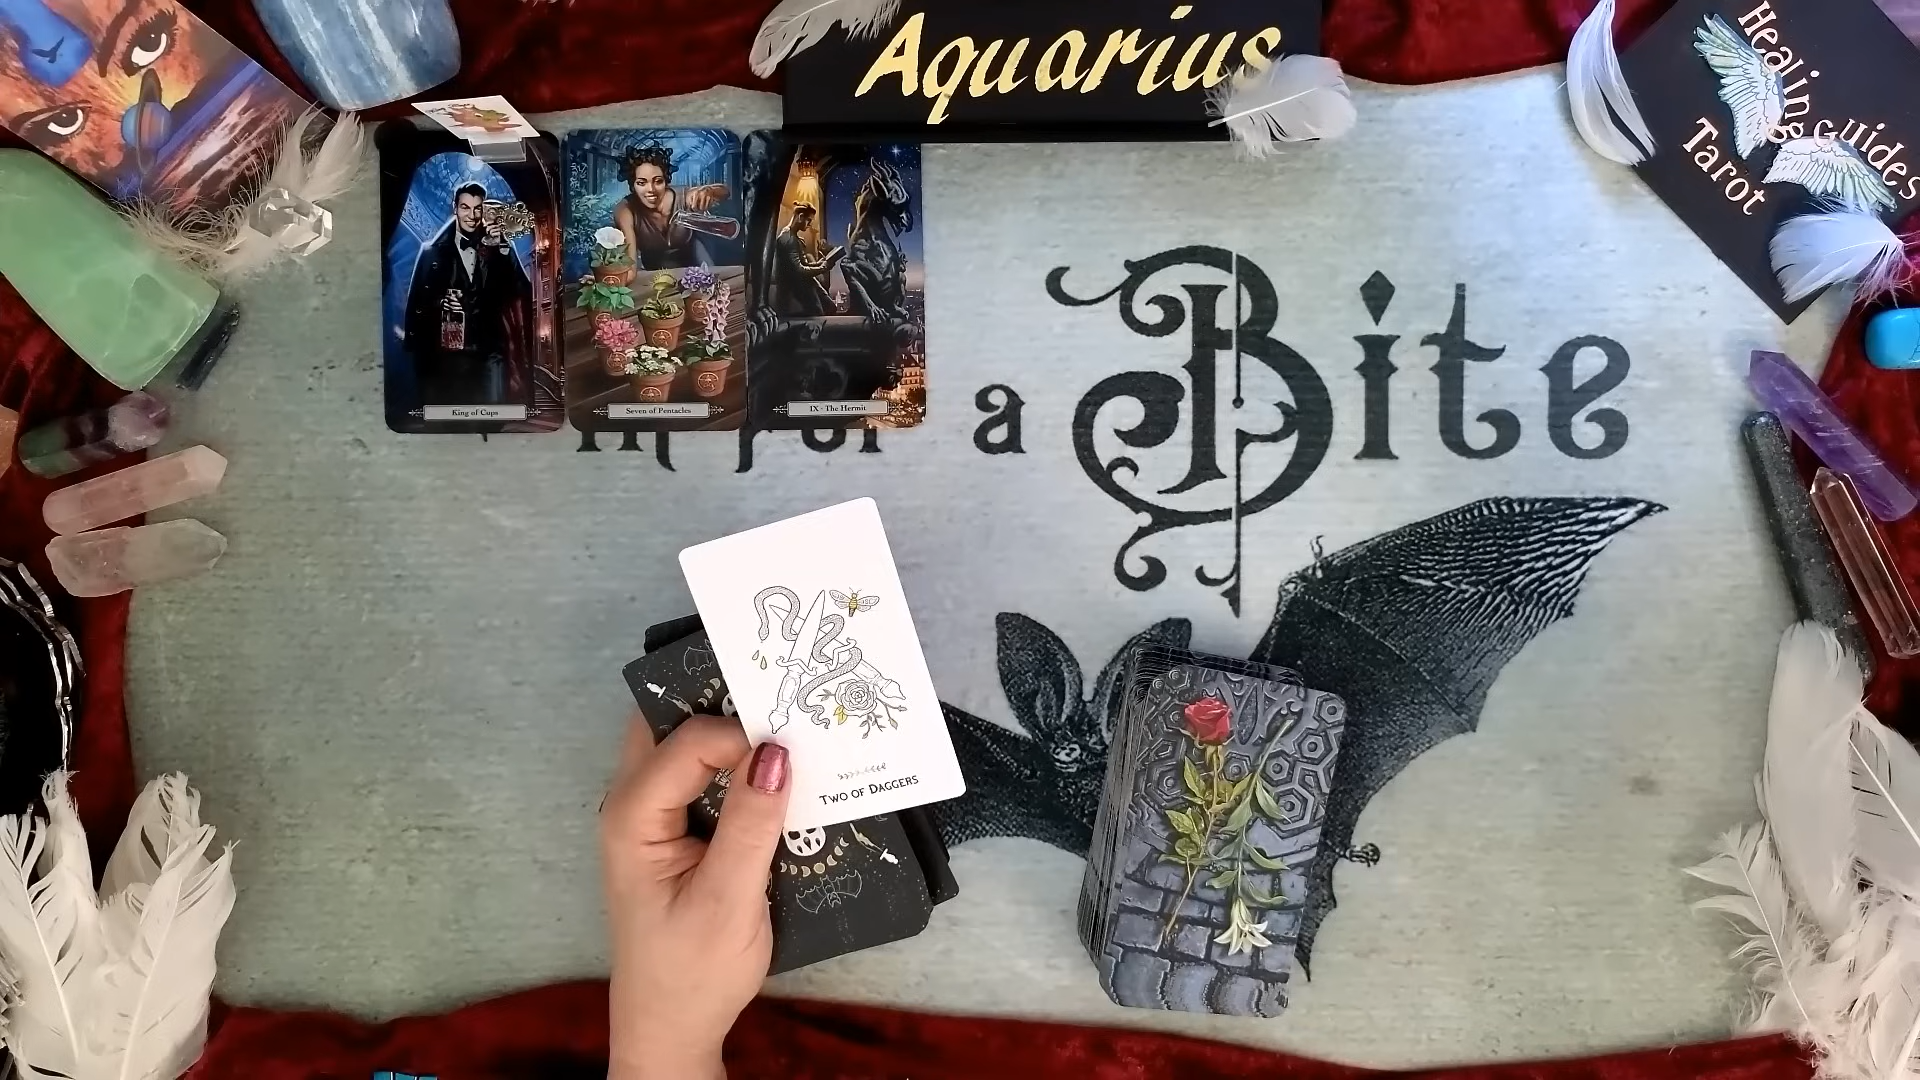 Aquarius
Healing Guides
Tarot
King of Cups
Seven of Pentacles
IX - The Hermit
a Bite
Two of Daggers